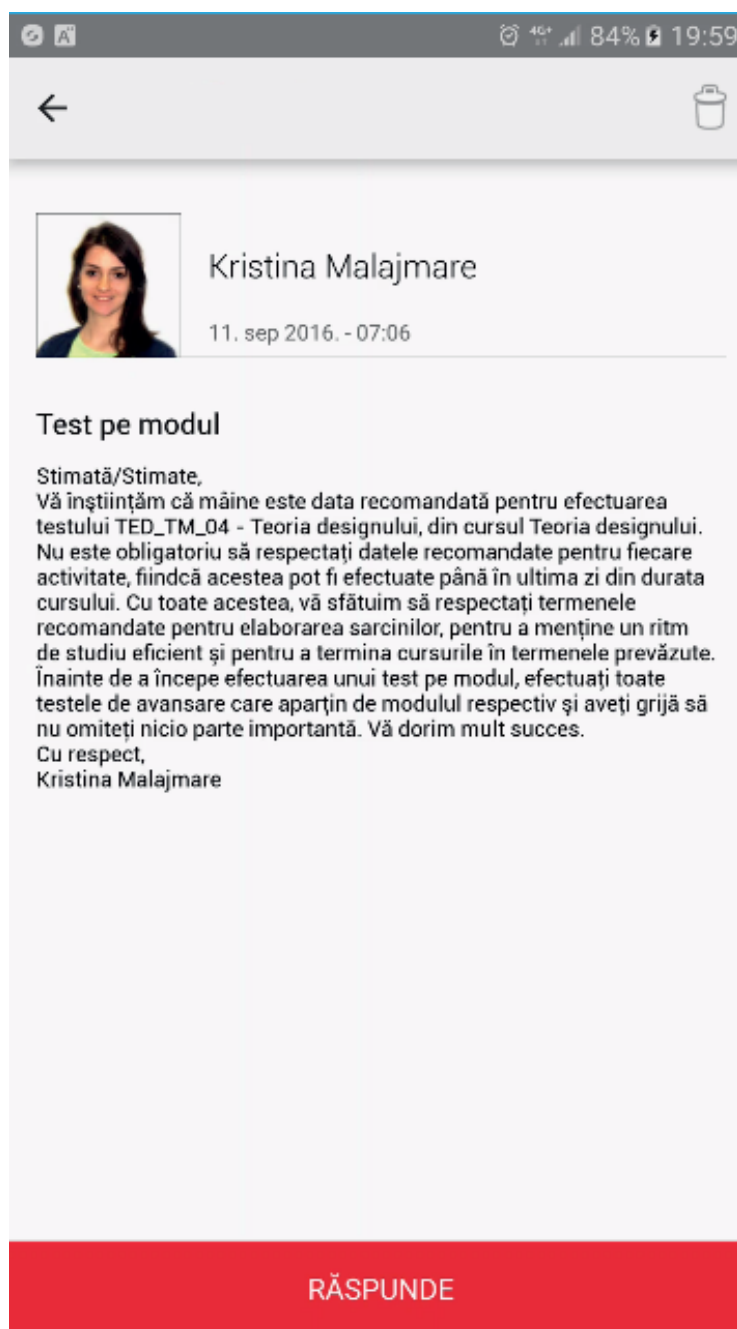 4G+ 84% 19:59
Kristina Malajmare
11. sep 2016. - 07:06
Test pe modul
Stimată/Stimate,
Vă înștiințăm că mâine este data recomandată pentru efectuarea
testului TED_TM_04 - Teoria designului, din cursul Teoria designului.
Nu este obligatoriu să respectați datele recomandate pentru fiecare
activitate, fiindcă acestea pot fi efectuate până în ultima zi din durata
cursului. Cu toate acestea, vă sfătuim să respectați termenele
recomandate pentru elaborarea sarcinilor, pentru a menține un ritm
de studiu eficient și pentru a termina cursurile în termenele prevăzute.
Înainte de a începe efectuarea unui test pe modul, efectuați toate
testele de avansare care aparțin de modulul respectiv și aveți grijă să
nu omiteți nicio parte importantă. Vă dorim mult succes.
Cu respect,
Kristina Malajmare
RĂSPUNDE